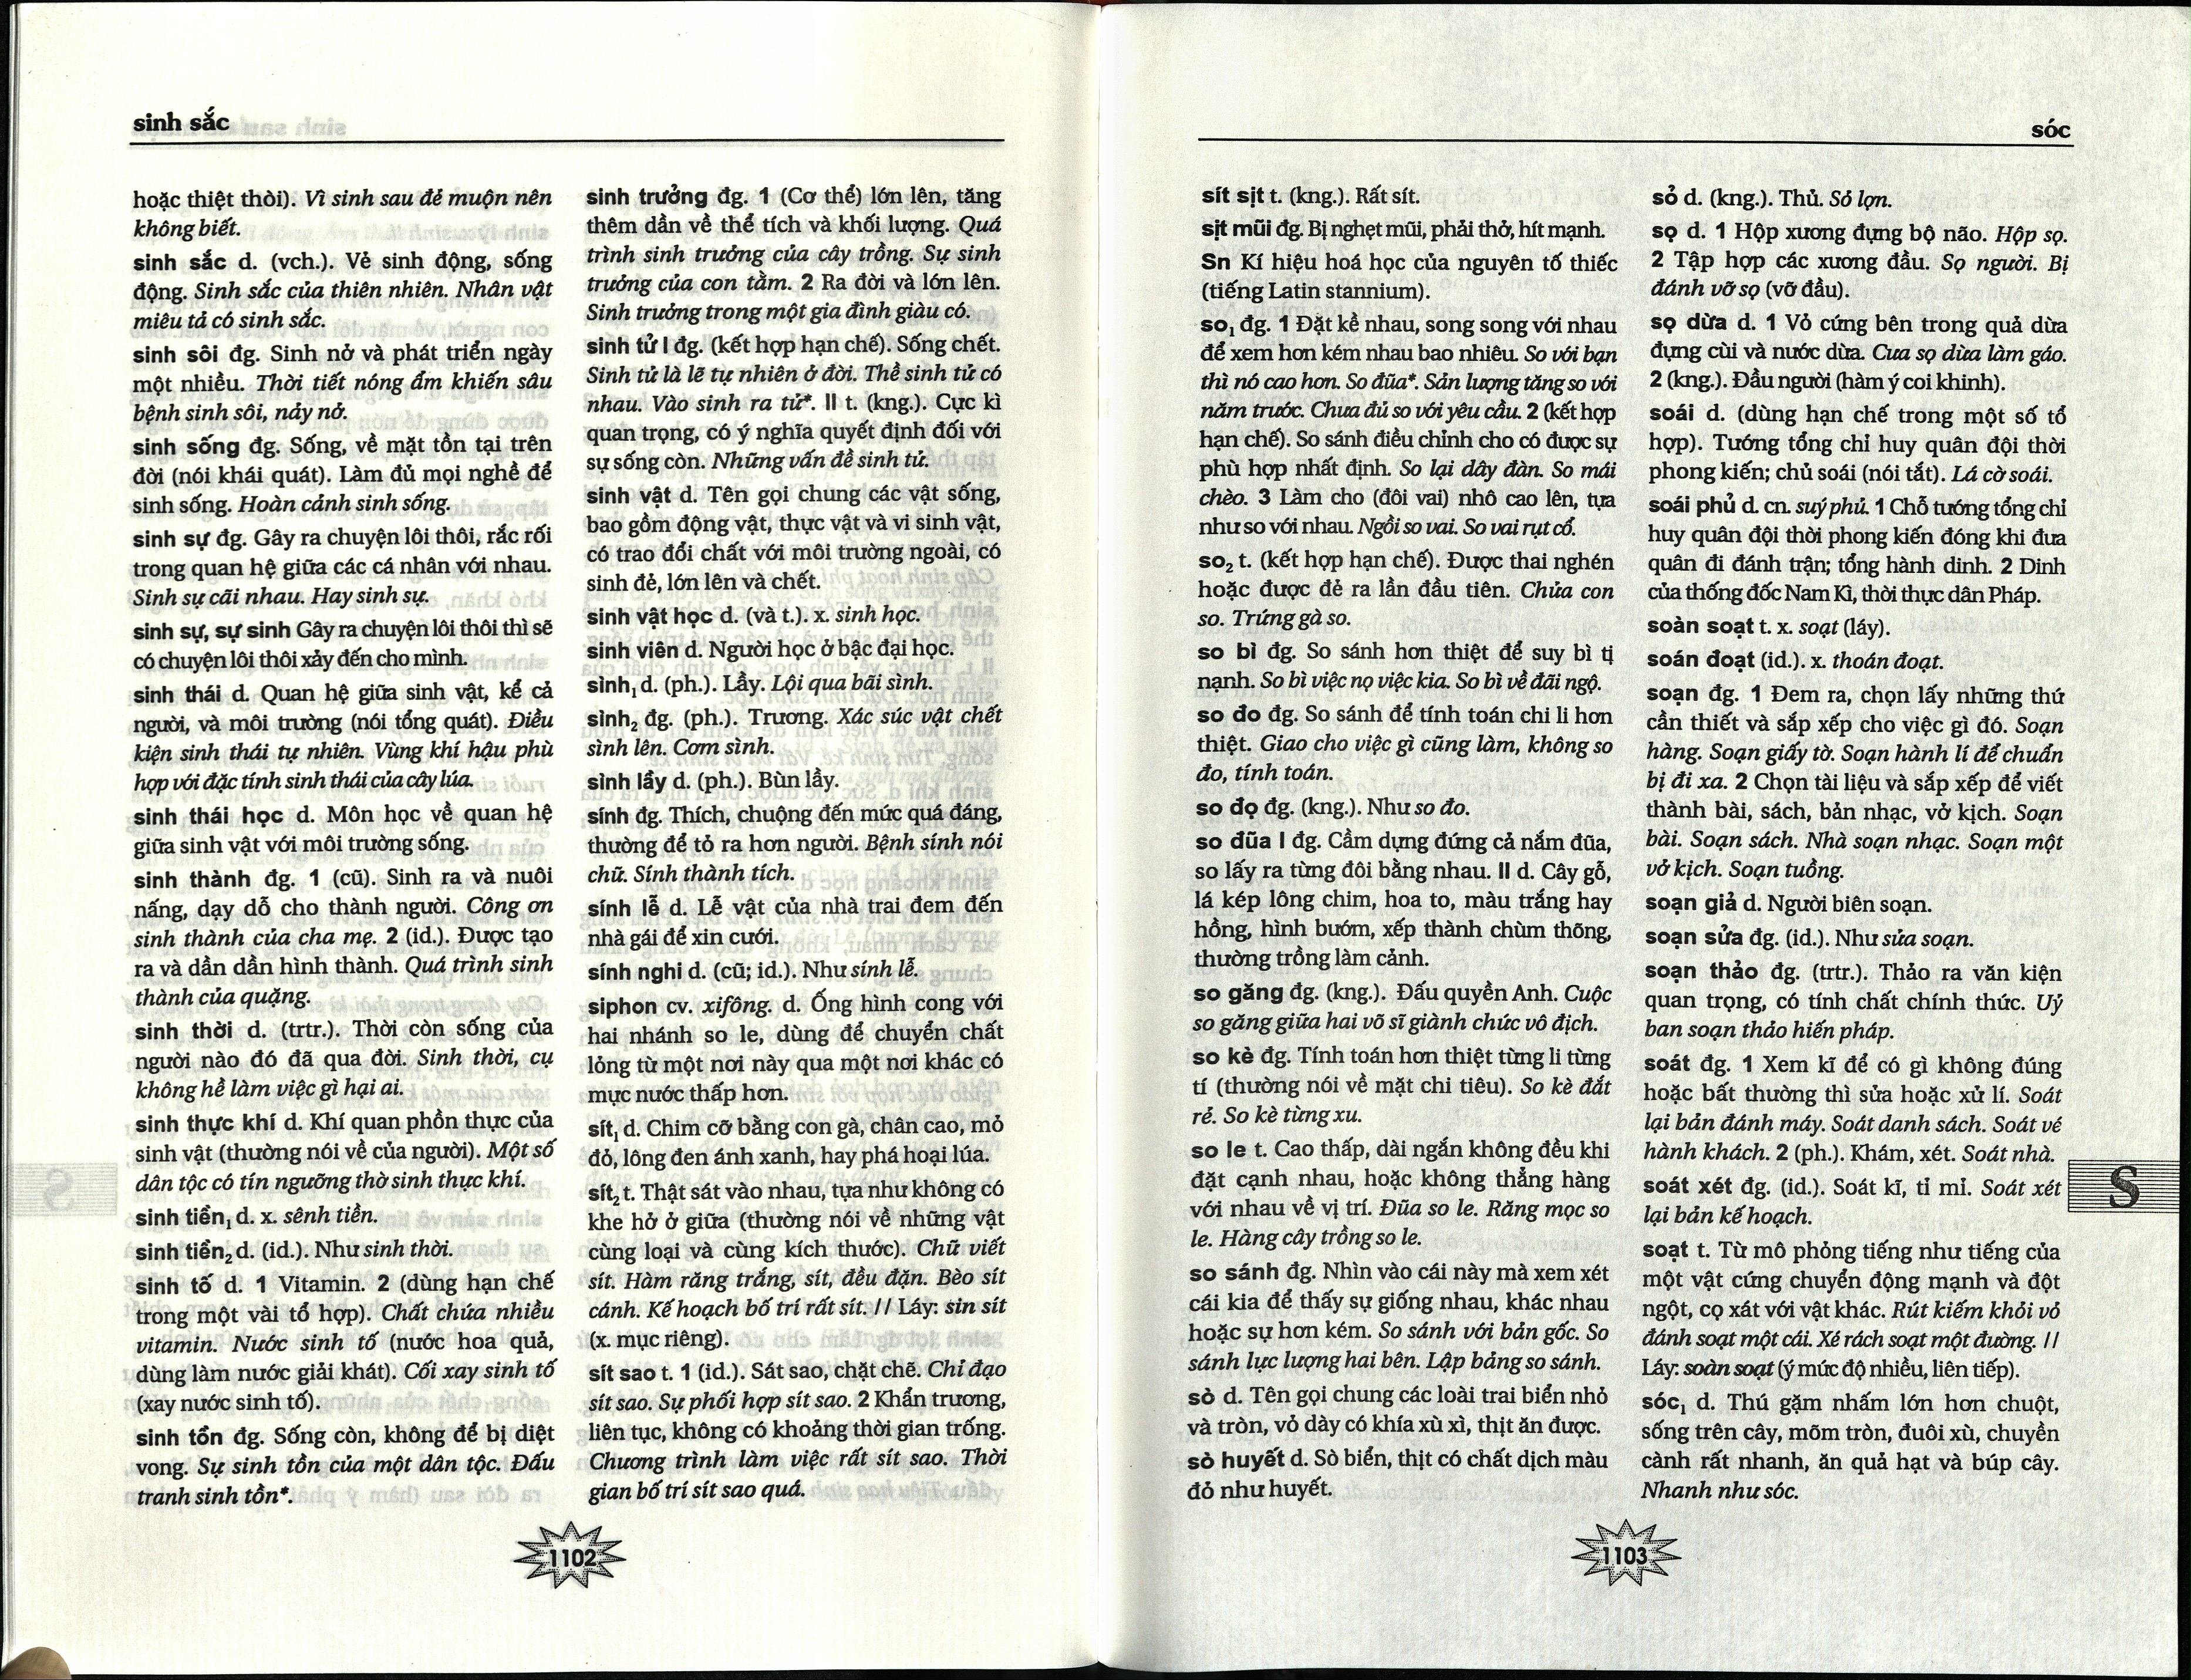 sinh sắc
hoặc thiệt thòi). Vì sinh sau đẻ muộn nên
không biết.
sinh sắc d. (vch.). Vẻ sinh động, sống
động. Sinh sắc của thiên nhiên. Nhân vật
miêu tả có sinh sắc.
sinh sôi đg. Sinh nở và phát triển ngày
một nhiều. Thời tiết nóng ẩm khiến sâu
bệnh sinh sôi, nảy nở.
sinh sống đg. Sống, về mặt tồn tại trên
đời (nói khái quát). Làm đủ mọi nghề để
sinh sống. Hoàn cảnh sinh sống.
sinh sự đg. Gây ra chuyện lôi thôi, rắc rối
trong quan hệ giữa các cá nhân với nhau.
Sinh sự cãi nhau. Hay sinh sự.
sinh sự, sự sinh Gây ra chuyện lôi thôi thì sẽ
có chuyện lôi thôi xảy đến cho mình.
sinh thái d. Quan hệ giữa sinh vật, kể cả
người, và môi trường (nói tổng quát). Điều
kiện sinh thái tự nhiên. Vùng khí hậu phù
hợp với đặc tính sinh thái của cây lúa.
sinh thái học d. Môn học về quan hệ
giữa sinh vật với môi trường sống.
sinh thành đg. 1 (cũ). Sinh ra và nuôi
nấng, dạy dỗ cho thành người. Công ơn
sinh thành của cha mẹ. 2 (id.). Được tạo
ra và dần dần hình thành. Quá trình sinh
thành của quặng.
sinh thời d. (trtr.). Thời còn sống của
người nào đó đã qua đời. Sinh thời, cụ
không hề làm việc gì hại ai.
sinh thực khí d. Khí quan phồn thực của
sinh vật (thường nói về của người). Một số
dân tộc có tín ngưỡng thờ sinh thực khí.
sinh tiền₁ d. x. sênh tiền.
sinh tiền₂ d. (id.). Như sinh thời.
sinh tố d. 1 Vitamin. 2 (dùng hạn chế
trong một vài tổ hợp). Chất chứa nhiều
vitamin. Nước sinh tố (nước hoa quả,
dùng làm nước giải khát). Cối xay sinh tố
(xay nước sinh tố).
sinh tồn đg. Sống còn, không để bị diệt
vong. Sự sinh tồn của một dân tộc. Đấu
tranh sinh tồn*.
sinh trưởng đg. 1 (Cơ thể) lớn lên, tăng
thêm dần về thể tích và khối lượng. Quá
trình sinh trưởng của cây trồng. Sự sinh
trưởng của con tằm. 2 Ra đời và lớn lên.
Sinh trưởng trong một gia đình giàu có.
sinh tử I đg. (kết hợp hạn chế). Sống chết.
Sinh tử là lẽ tự nhiên ở đời. Thề sinh tử có
nhau. Vào sinh ra tử*. II t. (kng.). Cực kì
quan trọng, có ý nghĩa quyết định đối với
sự sống còn. Những vấn đề sinh tử.
sinh vật d. Tên gọi chung các vật sống,
bao gồm động vật, thực vật và vi sinh vật,
có trao đổi chất với môi trường ngoài, có
sinh đẻ, lớn lên và chết.
sinh vật học d. (và t.). x. sinh học.
sinh viên d. Người học ở bậc đại học.
sình₁ d. (ph.). Lầy. Lội qua bãi sình.
sình₂ đg. (ph.). Trương. Xác súc vật chết
sình lên. Cơm sình.
sình lầy d. (ph.). Bùn lầy.
sính đg. Thích, chuộng đến mức quá đáng,
thường để tỏ ra hơn người. Bệnh sính nói
chữ. Sính thành tích.
sính lễ d. Lễ vật của nhà trai đem đến
nhà gái để xin cưới.
sính nghi d. (cũ; id.). Như sính lễ.
siphon cv. xifông. d. Ống hình cong với
hai nhánh so le, dùng để chuyển chất
lỏng từ một nơi này qua một nơi khác có
mực nước thấp hơn.
sít₁ d. Chim cỡ bằng con gà, chân cao, mỏ
đỏ, lông đen ánh xanh, hay phá hoại lúa.
sít₂ t. Thật sát vào nhau, tựa như không có
khe hở ở giữa (thường nói về những vật
cùng loại và cùng kích thước). Chữ viết
sít. Hàm răng trắng, sít, đều đặn. Bèo sít
cánh. Kế hoạch bố trí rất sít. // Láy: sin sít
(x. mục riêng).
sít sao t. 1 (id.). Sát sao, chặt chẽ. Chỉ đạo
sít sao. Sự phối hợp sít sao. 2 Khẩn trương,
liên tục, không có khoảng thời gian trống.
Chương trình làm việc rất sít sao. Thời
gian bố trí sít sao quá.
1102
sóc
sít sịt t. (kng.). Rất sít.
sịt mũi đg. Bị nghẹt mũi, phải thở, hít mạnh.
Sn Kí hiệu hoá học của nguyên tố thiếc
(tiếng Latin stannium).
so₁ đg. 1 Đặt kề nhau, song song với nhau
để xem hơn kém nhau bao nhiêu. So với bạn
thì nó cao hơn. So đũa*. Sản lượng tăng so với
năm trước. Chưa đủ so với yêu cầu. 2 (kết hợp
hạn chế). So sánh điều chỉnh cho có được sự
phù hợp nhất định. So lại dây đàn. So mái
chèo. 3 Làm cho (đôi vai) nhô cao lên, tựa
như so với nhau. Ngồi so vai. So vai rụt cổ.
so₂ t. (kết hợp hạn chế). Được thai nghén
hoặc được đẻ ra lần đầu tiên. Chửa con
so. Trứng gà so.
so bì đg. So sánh hơn thiệt để suy bì tị
nạnh. So bì việc nọ việc kia. So bì về đãi ngộ.
so đo đg. So sánh để tính toán chi li hơn
thiệt. Giao cho việc gì cũng làm, không so
đo, tính toán.
so đọ đg. (kng.). Như so đo.
so đũa I đg. Cầm dựng đứng cả nắm đũa,
so lấy ra từng đôi bằng nhau. II d. Cây gỗ,
lá kép lông chim, hoa to, màu trắng hay
hồng, hình bướm, xếp thành chùm thõng,
thường trồng làm cảnh.
so găng đg. (kng.). Đấu quyền Anh. Cuộc
so găng giữa hai võ sĩ giành chức vô địch.
so kè đg. Tính toán hơn thiệt từng li từng
tí (thường nói về mặt chi tiêu). So kè đắt
rẻ. So kè từng xu.
so le t. Cao thấp, dài ngắn không đều khi
đặt cạnh nhau, hoặc không thẳng hàng
với nhau về vị trí. Đũa so le. Răng mọc so
le. Hàng cây trồng so le.
so sánh đg. Nhìn vào cái này mà xem xét
cái kia để thấy sự giống nhau, khác nhau
hoặc sự hơn kém. So sánh với bản gốc. So
sánh lực lượng hai bên. Lập bảng so sánh.
sò d. Tên gọi chung các loài trai biển nhỏ
và tròn, vỏ dày có khía xù xì, thịt ăn được.
sò huyết d. Sò biển, thịt có chất dịch màu
đỏ như huyết.
sỏ d. (kng.). Thủ. Sỏ lợn.
sọ d. 1 Hộp xương đựng bộ não. Hộp sọ.
2 Tập hợp các xương đầu. Sọ người. Bị
đánh vỡ sọ (vỡ đầu).
sọ dừa d. 1 Vỏ cứng bên trong quả dừa
đựng cùi và nước dừa. Cưa sọ dừa làm gáo.
2 (kng.). Đầu người (hàm ý coi khinh).
soái d. (dùng hạn chế trong một số tổ
hợp). Tướng tổng chỉ huy quân đội thời
phong kiến; chủ soái (nói tắt). Lá cờ soái.
soái phủ d. cn. suý phủ. 1 Chỗ tướng tổng chỉ
huy quân đội thời phong kiến đóng khi đưa
quân đi đánh trận; tổng hành dinh. 2 Dinh
của thống đốc Nam Kì, thời thực dân Pháp.
soàn soạt t. x. soạt (láy).
soán đoạt (id.). x. thoán đoạt.
soạn đg. 1 Đem ra, chọn lấy những thứ
cần thiết và sắp xếp cho việc gì đó. Soạn
hàng. Soạn giấy tờ. Soạn hành lí để chuẩn
bị đi xa. 2 Chọn tài liệu và sắp xếp để viết
thành bài, sách, bản nhạc, vở kịch. Soạn
bài. Soạn sách. Nhà soạn nhạc. Soạn một
vở kịch. Soạn tuồng.
soạn giả d. Người biên soạn.
soạn sửa đg. (id.). Như sửa soạn.
soạn thảo đg. (trtr.). Thảo ra văn kiện
quan trọng, có tính chất chính thức. Uỷ
ban soạn thảo hiến pháp.
soát đg. 1 Xem kĩ để có gì không đúng
hoặc bất thường thì sửa hoặc xử lí. Soát
lại bản đánh máy. Soát danh sách. Soát vé
hành khách. 2 (ph.). Khám, xét. Soát nhà.
soát xét đg. (id.). Soát kĩ, tỉ mỉ. Soát xét
lại bản kế hoạch.
soạt t. Từ mô phỏng tiếng như tiếng của
một vật cứng chuyển động mạnh và đột
ngột, cọ xát với vật khác. Rút kiếm khỏi vỏ
đánh soạt một cái. Xé rách soạt một đường. //
Láy: soàn soạt (ý mức độ nhiều, liên tiếp).
sóc₁ d. Thú gặm nhấm lớn hơn chuột,
sống trên cây, mõm tròn, đuôi xù, chuyền
cành rất nhanh, ăn quả hạt và búp cây.
Nhanh như sóc.
S
1103